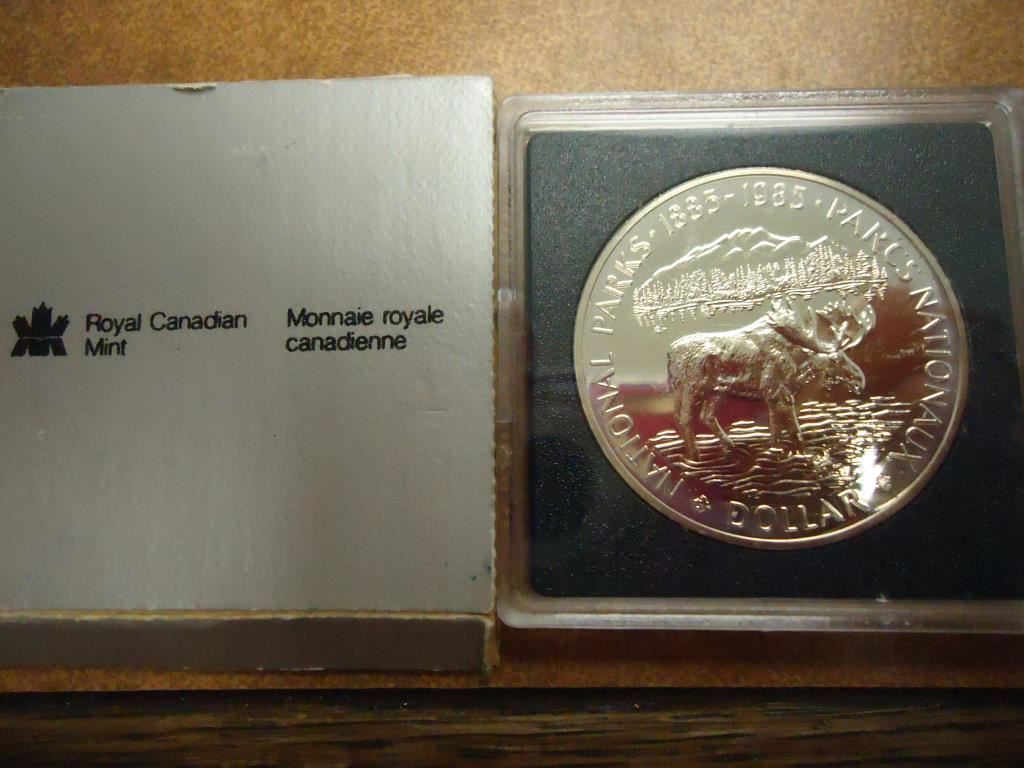 Royal Canadian
Mint
Monnaie royale
canadienne
NATIONAL PARKS · 1885-1985 · PARCS NATIONAUX
DOLLAR